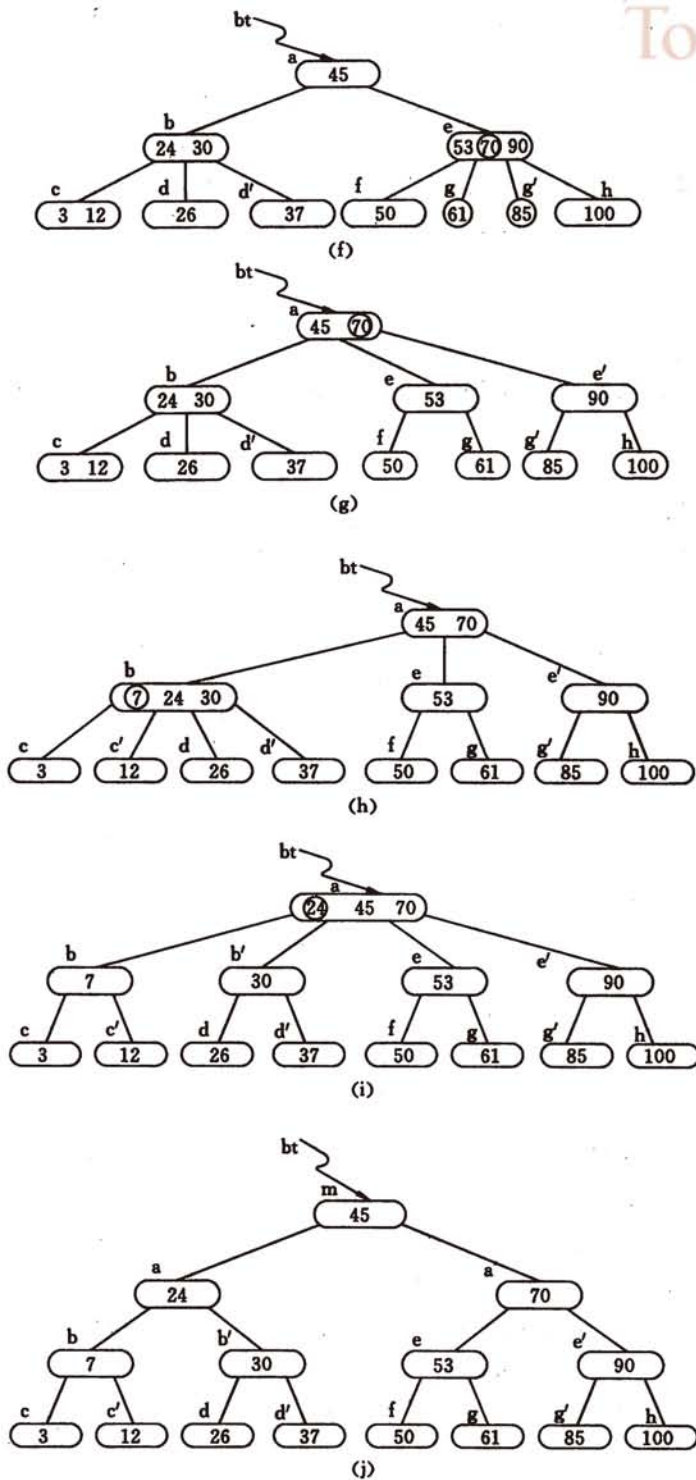 To
bt
a
45
b
e
24 30
53 70 90
c
d
d'
f
g
g'
h
3 12
26
37
50
61
85
100
(f)
bt
a
45 70
b
e
e'
24 30
53
90
c
d
d'
f
g
g'
h
3 12
26
37
50
61
85
100
(g)
bt
a
45 70
b
e
e'
7 24 30
53
90
c
c'
d
d'
f
g
g'
h
3
12
26
37
50
61
85
100
(h)
bt
a
24 45 70
b
b'
e
e'
7
30
53
90
c
c'
d
d'
f
g
g'
h
3
12
26
37
50
61
85
100
(i)
bt
m
45
a
a
24
70
b
b'
e
e'
7
30
53
90
c
c'
d
d'
f
g
g'
h
3
12
26
37
50
61
85
100
(j)